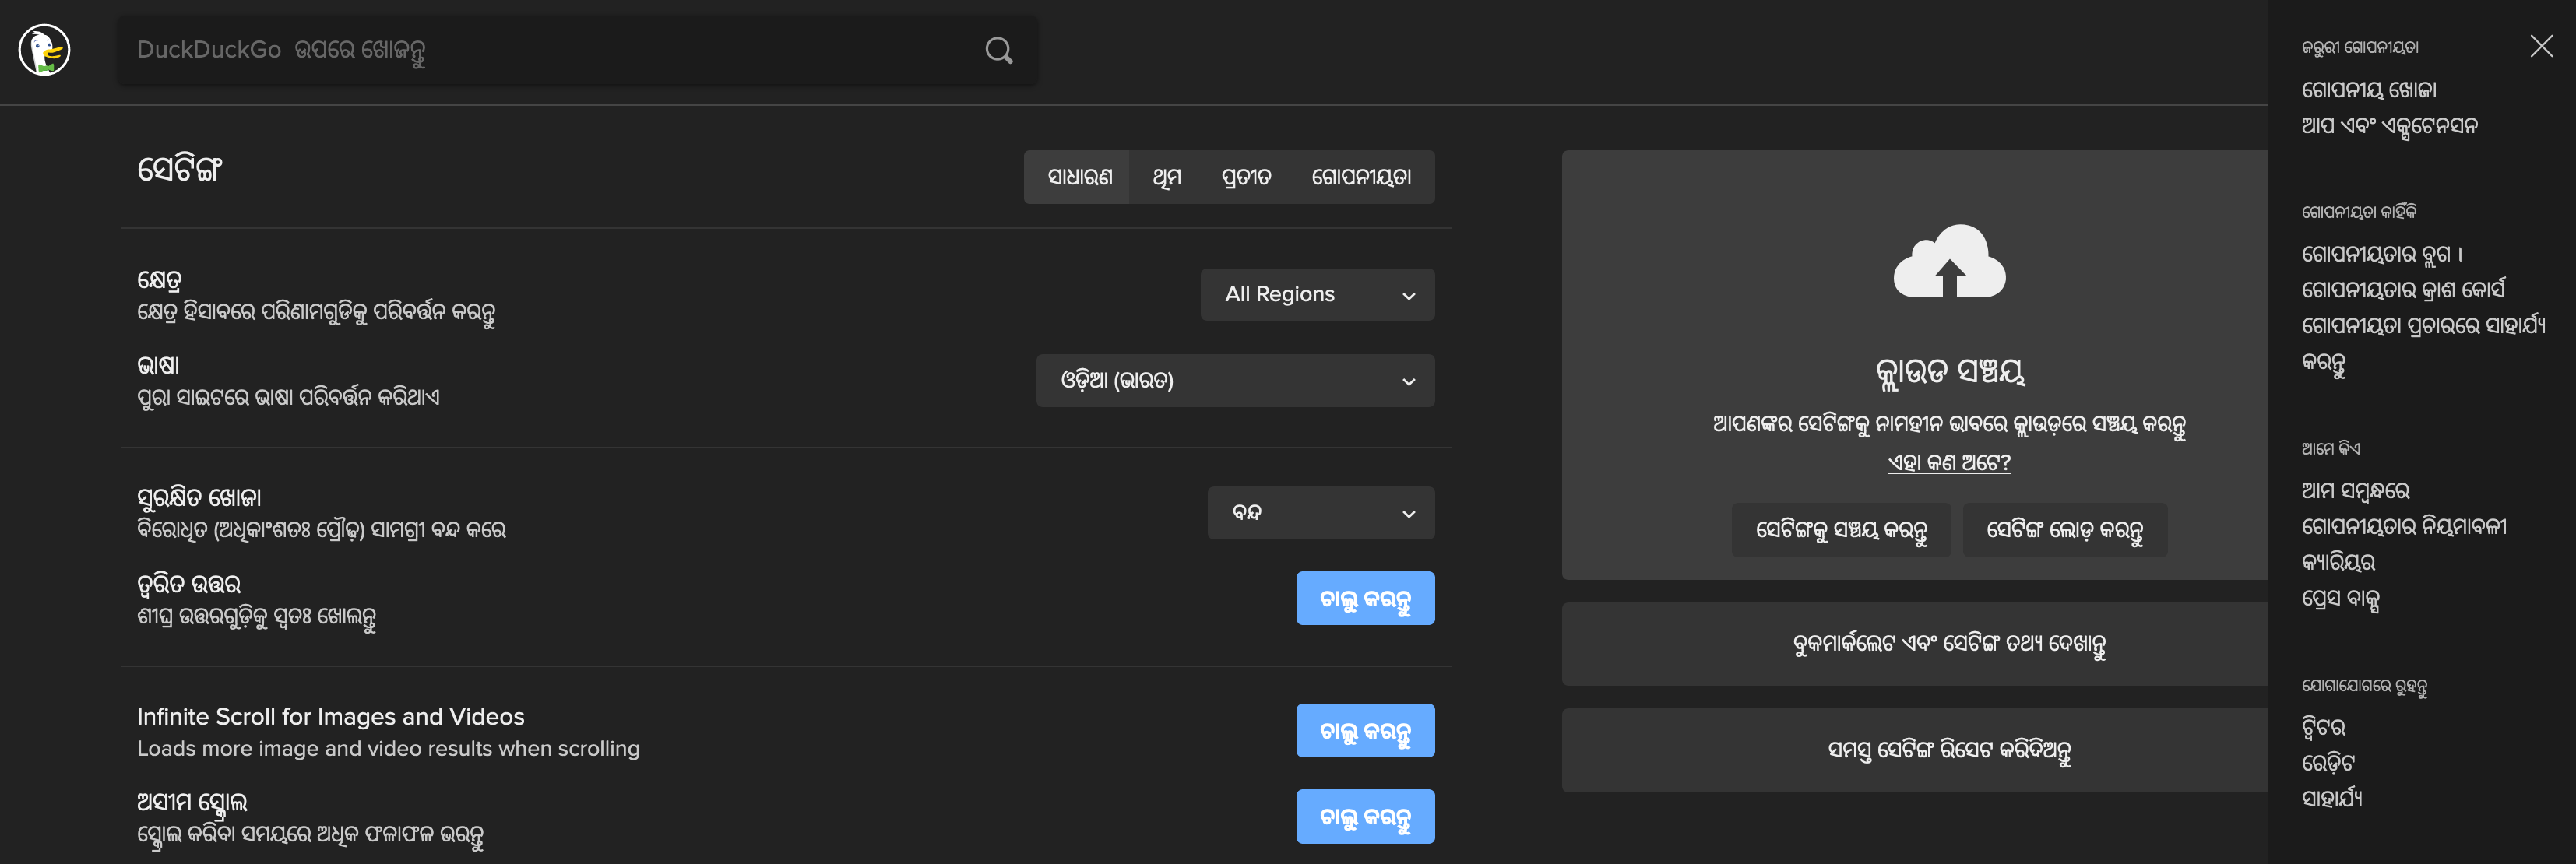 DuckDuckGo ଉପରେ ଖୋଜନ୍ତୁ
ସେଟିଙ୍ଗ
ସାଧାରଣ
ଥିମ
ପ୍ରତୀତ
ଗୋପନୀୟତା
କ୍ଷେତ୍ର
କ୍ଷେତ୍ର ହିସାବରେ ପରିଣାମଗୁଡିକୁ ପରିବର୍ତ୍ତନ କରନ୍ତୁ
All Regions
ଭାଷା
ପୁରା ସାଇଟରେ ଭାଷା ପରିବର୍ତ୍ତନ କରିଥାଏ
ଓଡ଼ିଆ (ଭାରତ)
ସୁରକ୍ଷିତ ଖୋଜା
ବିରୋଧିତ (ଅଧିକାଂଶତଃ ପ୍ରୌଢ଼) ସାମଗ୍ରୀ ବନ୍ଦ କରେ
ବନ୍ଦ
ତ୍ୱରିତ ଉତ୍ତର
ଶୀଘ୍ର ଉତ୍ତରଗୁଡ଼ିକୁ ସ୍ୱତଃ ଖୋଲନ୍ତୁ
ଚାଲୁ କରନ୍ତୁ
Infinite Scroll for Images and Videos
Loads more image and video results when scrolling
ଚାଲୁ କରନ୍ତୁ
ଅସୀମ ସ୍କ୍ରୋଲ
ସ୍କ୍ରୋଲ କରିବା ସମୟରେ ଅଧିକ ଫଳାଫଳ ଭରନ୍ତୁ
ଚାଲୁ କରନ୍ତୁ
କ୍ଲାଉଡ ସଞ୍ଚୟ
ଆପଣଙ୍କର ସେଟିଙ୍ଗକୁ ନାମହୀନ ଭାବରେ କ୍ଲାଉଡ଼ରେ ସଞ୍ଚୟ କରନ୍ତୁ
ଏହା କଣ ଅଟେ?
ସେଟିଙ୍ଗକୁ ସଞ୍ଚୟ କରନ୍ତୁ
ସେଟିଙ୍ଗ ଲୋଡ଼ କରନ୍ତୁ
ବୁକମାର୍କଲେଟ ଏବଂ ସେଟିଙ୍ଗ ତଥ୍ୟ ଦେଖାନ୍ତୁ
ସମସ୍ତ ସେଟିଙ୍ଗ ରିସେଟ କରିଦିଅନ୍ତୁ
ଜରୁରୀ ଗୋପନୀୟତା
ଗୋପନୀୟ ଖୋଜା
ଆପ ଏବଂ ଏକ୍ସଟେନସନ
ଗୋପନୀୟତା କାହିଁକି
ଗୋପନୀୟତାର ବ୍ଲଗ ।
ଗୋପନୀୟତାର କ୍ରାଶ କୋର୍ସ
ଗୋପନୀୟତା ପ୍ରଚାରରେ ସାହାର୍ଯ୍ୟ
କରନ୍ତୁ
ଆମେ କିଏ
ଆମ ସମ୍ବନ୍ଧରେ
ଗୋପନୀୟତାର ନିୟମାବଳୀ
କ୍ୟାରିୟର
ପ୍ରେସ ବାକ୍ସ
ଯୋଗାଯୋଗରେ ରୁହନ୍ତୁ
ଟ୍ୱିଟର
ରେଡ଼ିଟ
ସାହାର୍ଯ୍ୟ